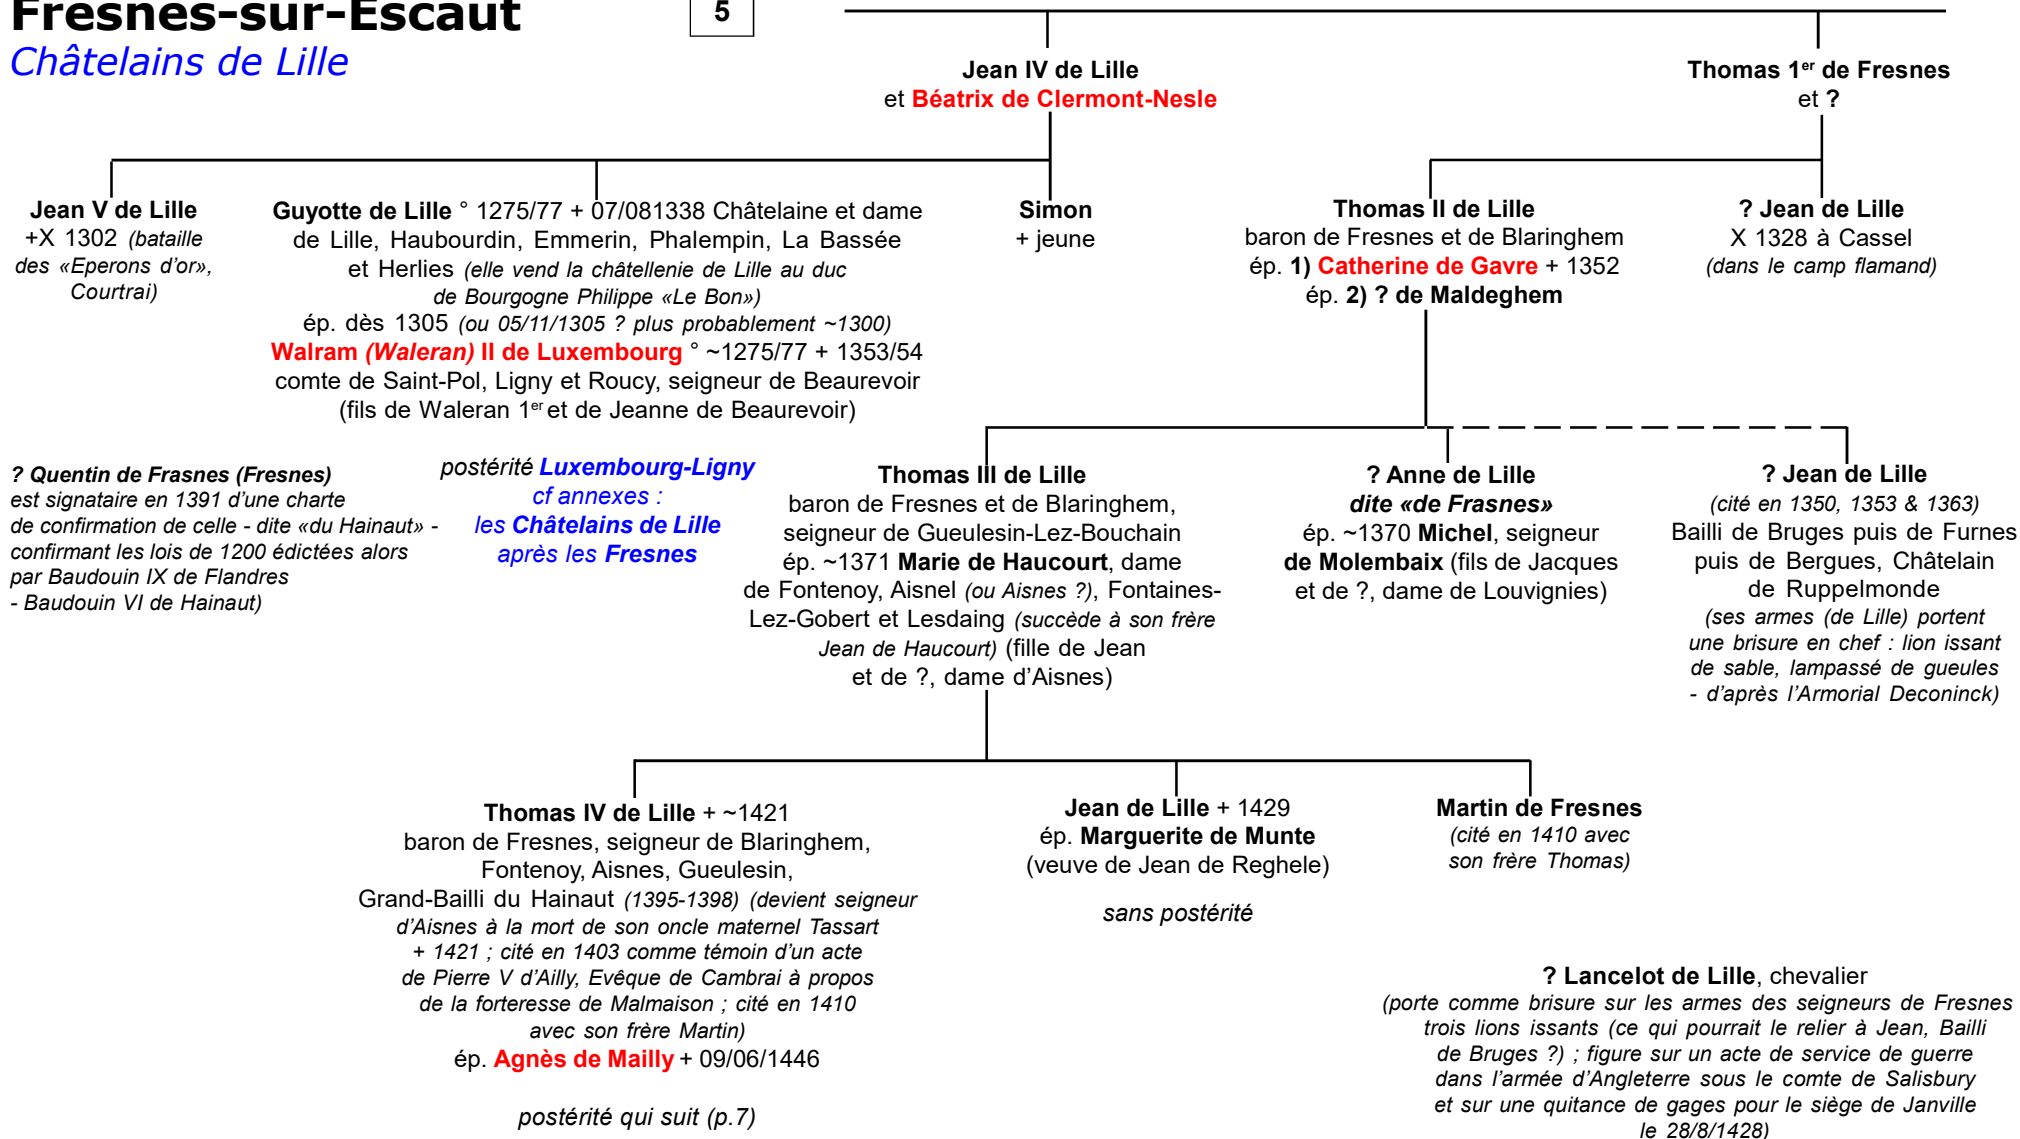 Fresnes-sur-Escaut
Châtelains de Lille
5
Jean IV de Lille
et Béatrix de Clermont-Nesle
Thomas 1er de Fresnes
et ?
Jean V de Lille
+X 1302 (bataille
des «Eperons d’or»,
Courtrai)
Guyotte de Lille ° 1275/77 + 07/081338 Châtelaine et dame
de Lille, Haubourdin, Emmerin, Phalempin, La Bassée
et Herlies (elle vend la châtellenie de Lille au duc
de Bourgogne Philippe «Le Bon»)
ép. dès 1305 (ou 05/11/1305 ? plus probablement ~1300)
Walram (Waleran) II de Luxembourg ° ~1275/77 + 1353/54
comte de Saint-Pol, Ligny et Roucy, seigneur de Beaurevoir
(fils de Waleran 1er et de Jeanne de Beaurevoir)
Simon
+ jeune
Thomas II de Lille
baron de Fresnes et de Blaringhem
ép. 1) Catherine de Gavre + 1352
ép. 2) ? de Maldeghem
? Jean de Lille
X 1328 à Cassel
(dans le camp flamand)
? Quentin de Frasnes (Fresnes)
est signataire en 1391 d’une charte
de confirmation de celle - dite «du Hainaut» -
confirmant les lois de 1200 édictées alors
par Baudouin IX de Flandres
- Baudouin VI de Hainaut)
postérité Luxembourg-Ligny
cf annexes :
les Châtelains de Lille
après les Fresnes
Thomas III de Lille
baron de Fresnes et de Blaringhem,
seigneur de Gueulesin-Lez-Bouchain
ép. ~1371 Marie de Haucourt, dame
de Fontenoy, Aisnel (ou Aisnes ?), Fontaines-
Lez-Gobert et Lesdaing (succède à son frère
Jean de Haucourt) (fille de Jean
et de ?, dame d’Aisnes)
? Anne de Lille
dite «de Frasnes»
ép. ~1370 Michel, seigneur
de Molembaix (fils de Jacques
et de ?, dame de Louvignies)
? Jean de Lille
(cité en 1350, 1353 & 1363)
Bailli de Bruges puis de Furnes
puis de Bergues, Châtelain
de Ruppelmonde
(ses armes (de Lille) portent
une brisure en chef : lion issant
de sable, lampassé de gueules
- d’après l’Armorial Deconinck)
Thomas IV de Lille + ~1421
baron de Fresnes, seigneur de Blaringhem,
Fontenoy, Aisnes, Gueulesin,
Grand-Bailli du Hainaut (1395-1398) (devient seigneur
d’Aisnes à la mort de son oncle maternel Tassart
+ 1421 ; cité en 1403 comme témoin d’un acte
de Pierre V d’Ailly, Evêque de Cambrai à propos
de la forteresse de Malmaison ; cité en 1410
avec son frère Martin)
ép. Agnès de Mailly + 09/06/1446
postérité qui suit (p.7)
Jean de Lille + 1429
ép. Marguerite de Munte
(veuve de Jean de Reghele)
sans postérité
Martin de Fresnes
(cité en 1410 avec
son frère Thomas)
? Lancelot de Lille, chevalier
(porte comme brisure sur les armes des seigneurs de Fresnes
trois lions issants (ce qui pourrait le relier à Jean, Bailli
de Bruges ?) ; figure sur un acte de service de guerre
dans l’armée d’Angleterre sous le comte de Salisbury
et sur une quitance de gages pour le siège de Janville
le 28/8/1428)